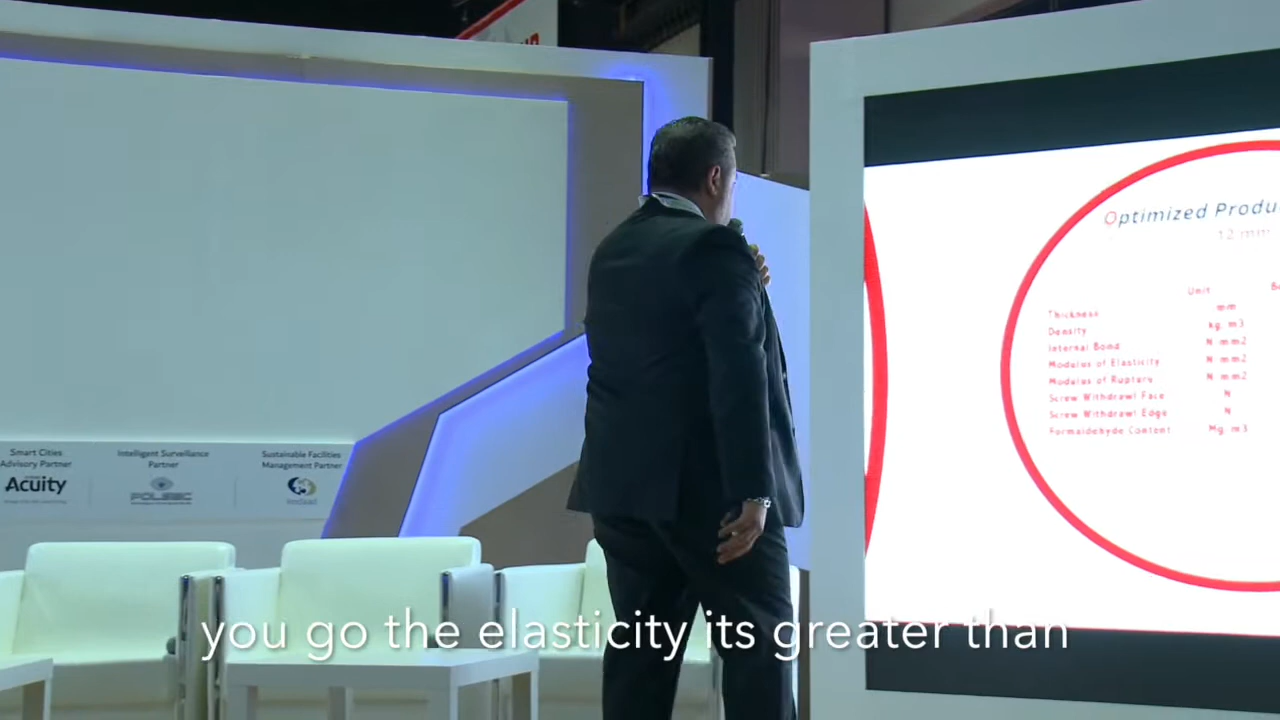 Smart Cities
Advisory Partner
Acuity
Intelligent Surveillance
Partner
Sustainable Facilities
Management Partner
Optimized Produ
12 mm
Unit
Thickness mm
Density kg m3
Internal Bond N mm2
Modulus of Elasticity N mm2
Modulus of Rupture N mm2
Screw Withdrawl Face N
Screw Withdrawl Edge N
Formaldehyde Content Mg m3
you go the elasticity its greater than